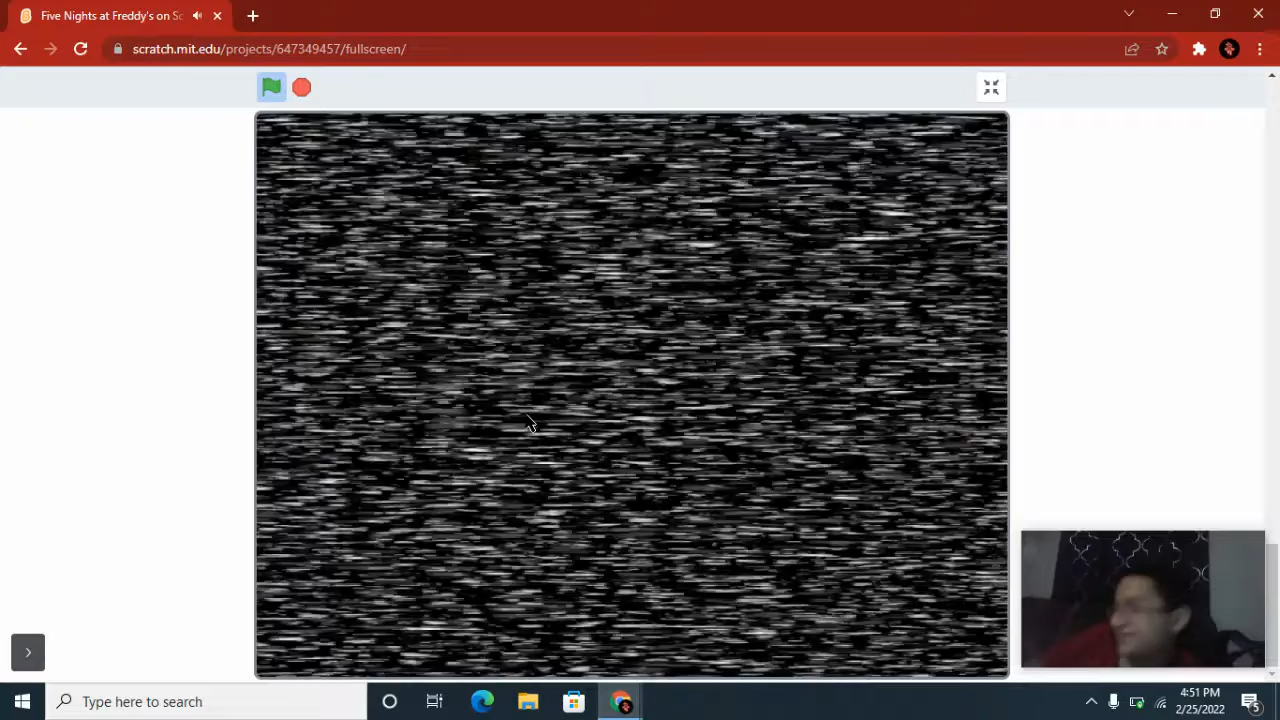 Five Nights at Freddy's on Sc
scratch.mit.edu/projects/647349457/fullscreen/
Type here to search
4:51 PM
2/25/2022
5